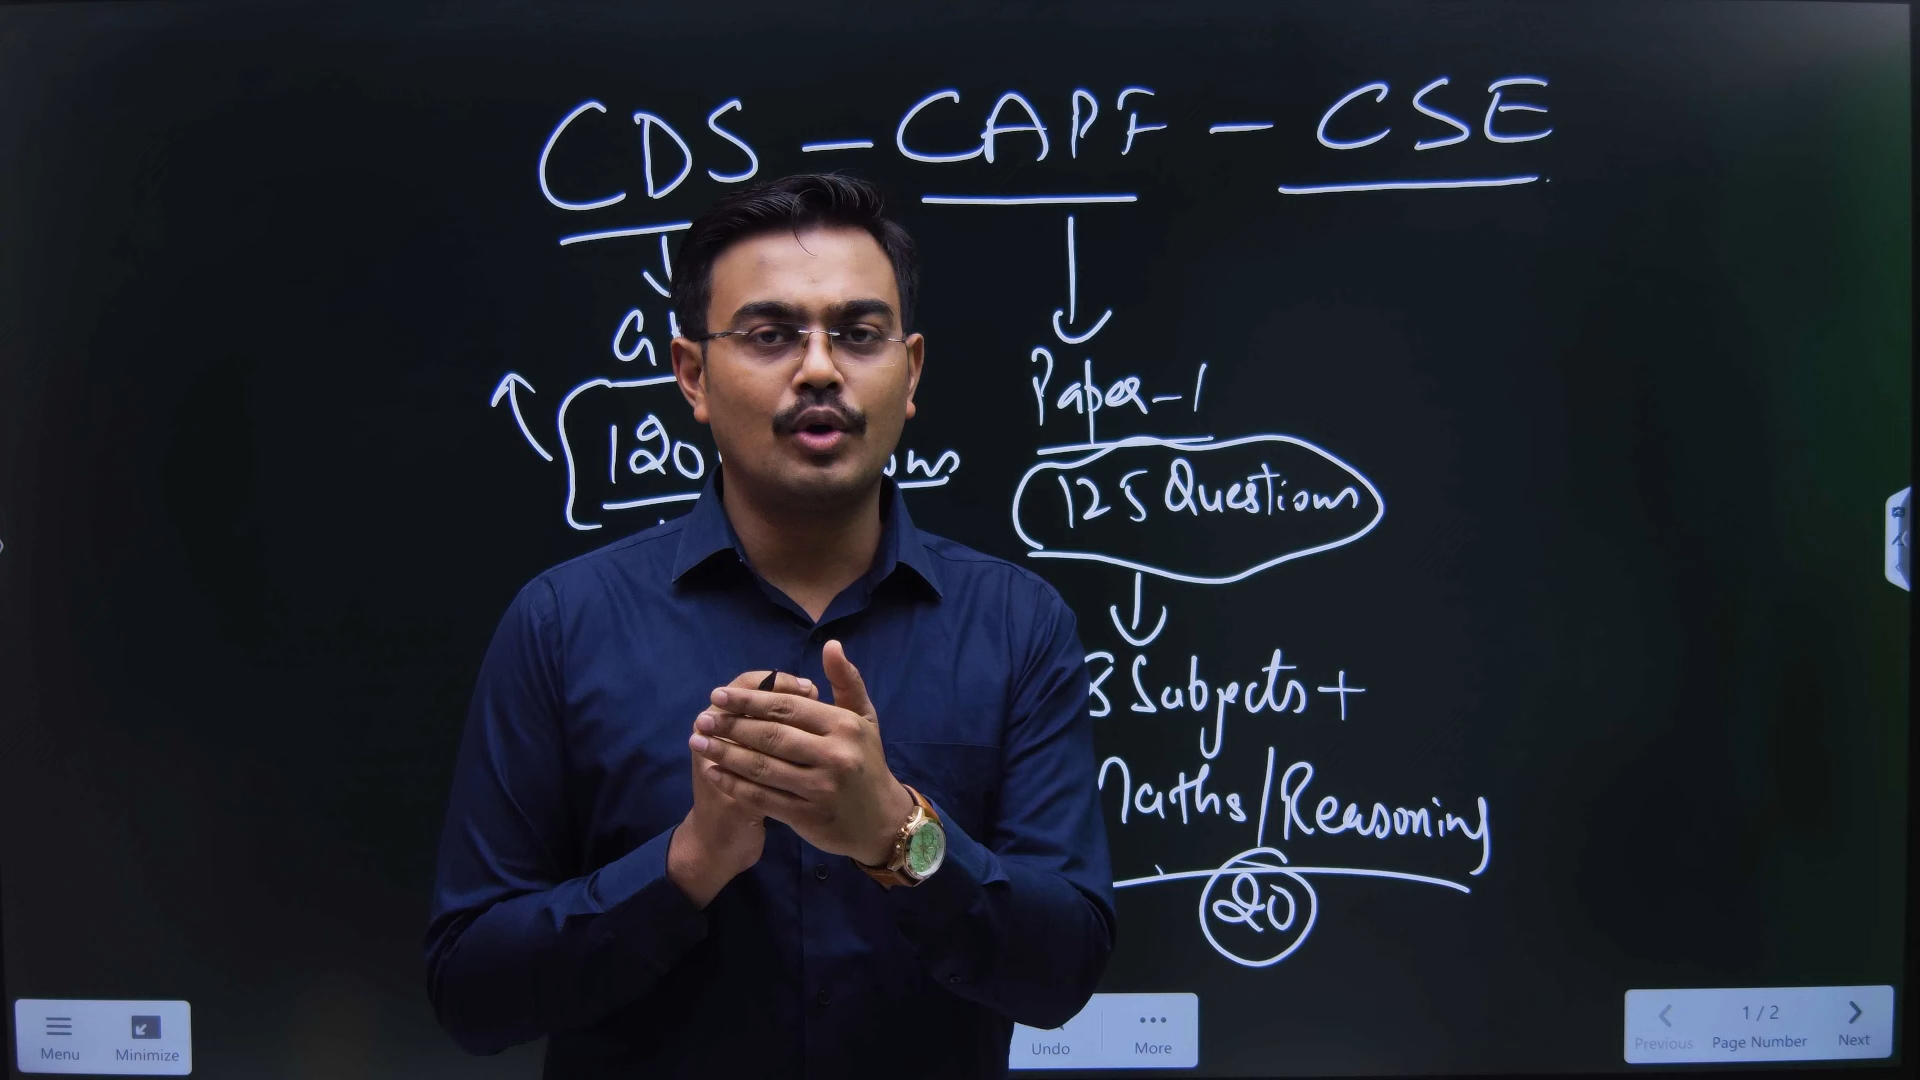 CDS - CAPF - CSE
G
120
Paper-1
125 Questions
Subjects +
Maths/Reasoning
20
Menu
Minimize
Undo
More
Previous
1 / 2
Page Number
Next